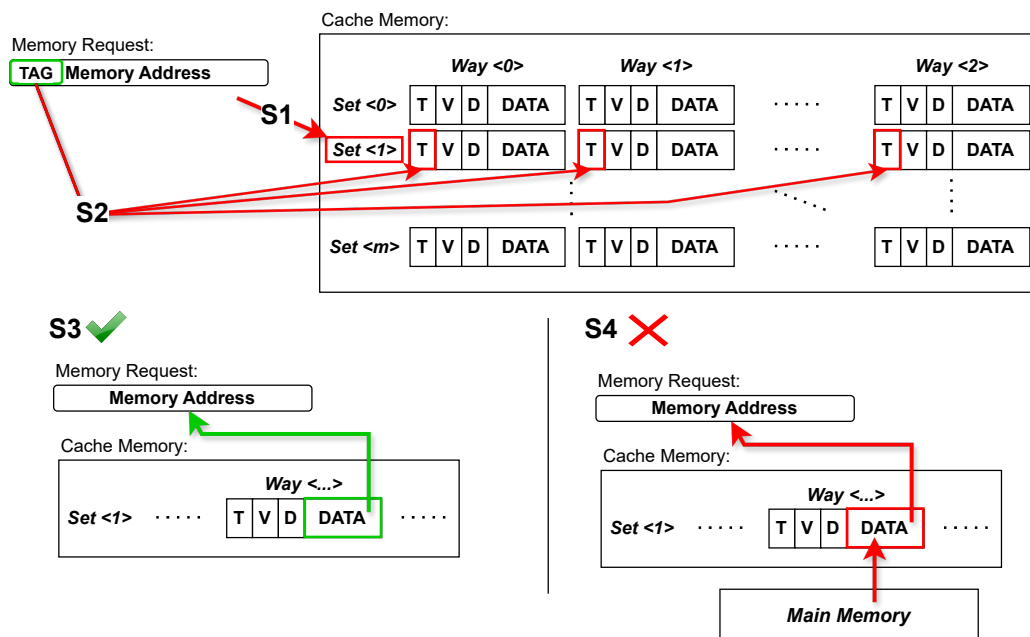 Cache Memory:
Memory Request:
TAG Memory Address
Way <0> Way <1> Way <2>
Set <0> T V D DATA T V D DATA ..... T V D DATA
S1
Set <1> T V D DATA T V D DATA ..... T V D DATA
S2
Set <m> T V D DATA T V D DATA ..... T V D DATA
S3
Memory Request:
Memory Address
Cache Memory:
Way <...>
Set <1> ..... T V D DATA .....
S4
Memory Request:
Memory Address
Cache Memory:
Way <...>
Set <1> ..... T V D DATA .....
Main Memory